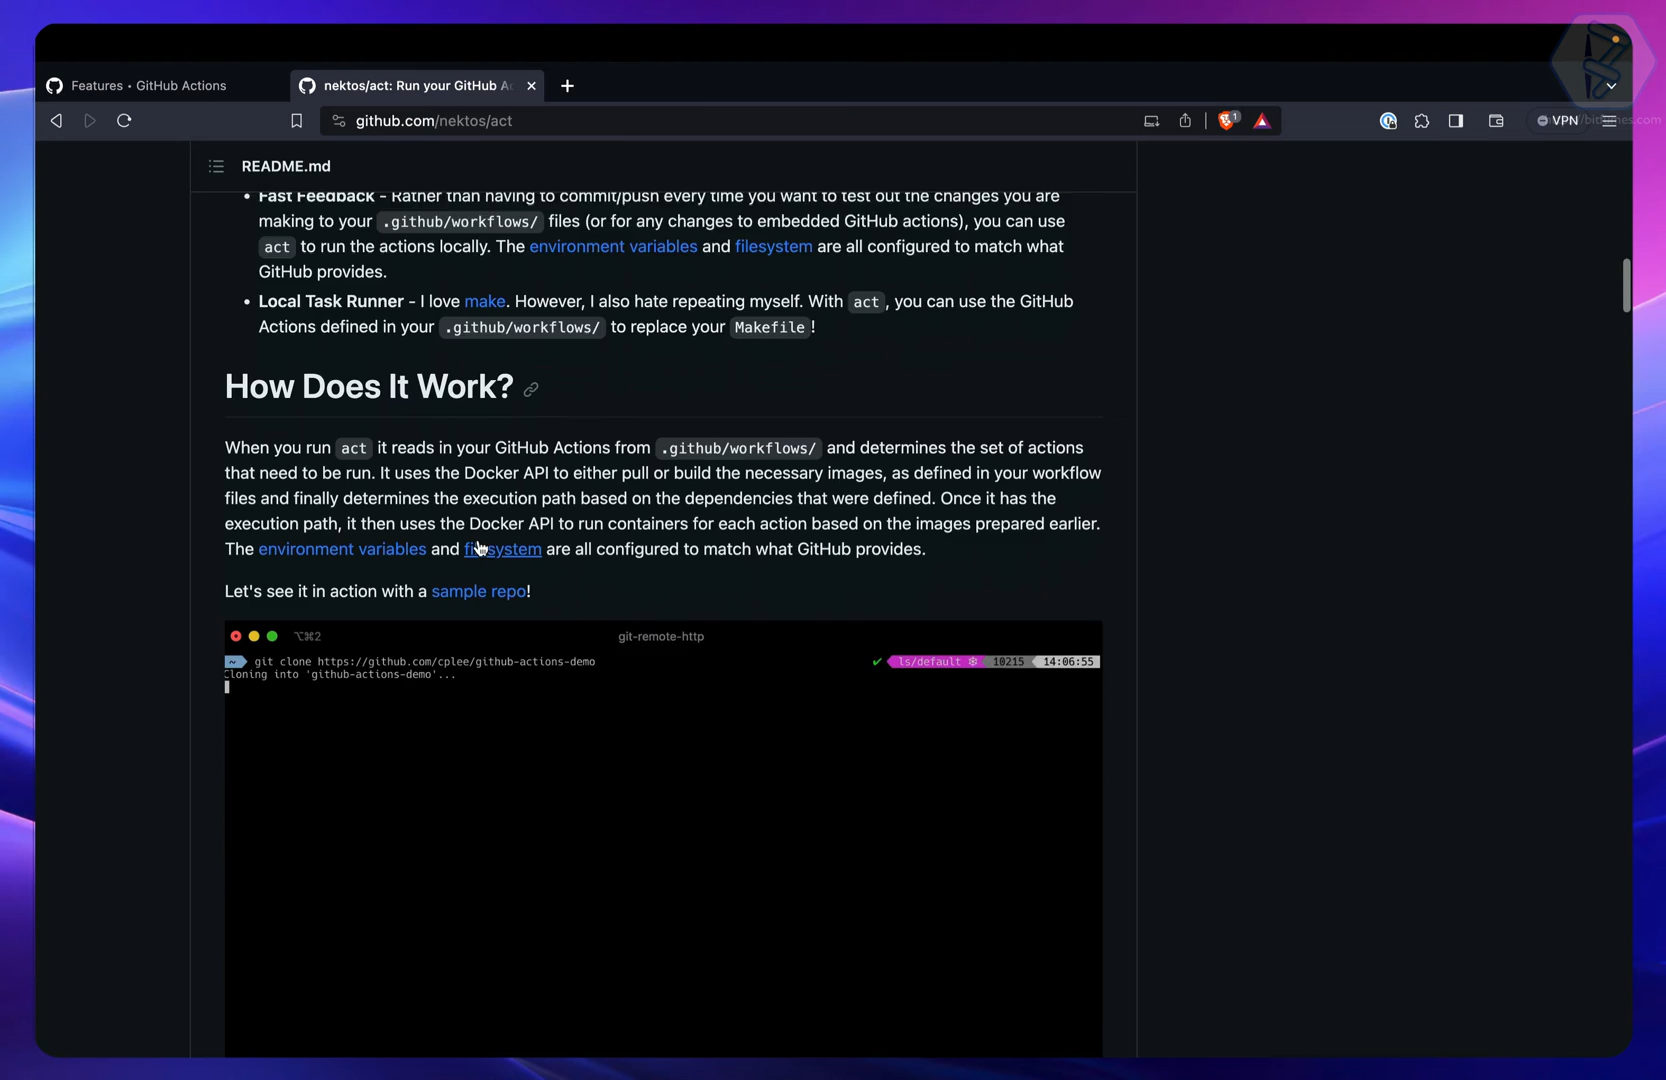 Features · GitHub Actions
nektos/act: Run your GitHub Ac
github.com/nektos/act
1
VPN
README.md
• Fast Feedback - Rather than having to commit/push every time you want to test out the changes you are
making to your .github/workflows/ files (or for any changes to embedded GitHub actions), you can use
act to run the actions locally. The environment variables and filesystem are all configured to match what
GitHub provides.
• Local Task Runner - I love make. However, I also hate repeating myself. With act, you can use the GitHub
Actions defined in your .github/workflows/ to replace your Makefile!
How Does It Work?
When you run act it reads in your GitHub Actions from .github/workflows/ and determines the set of actions
that need to be run. It uses the Docker API to either pull or build the necessary images, as defined in your workflow
files and finally determines the execution path based on the dependencies that were defined. Once it has the
execution path, it then uses the Docker API to run containers for each action based on the images prepared earlier.
The environment variables and filesystem are all configured to match what GitHub provides.
Let's see it in action with a sample repo!
⌥⌘2 git-remote-http
~ git clone https://github.com/cplee/github-actions-demo ✔ ls/default ⎈ 10215 14:06:55
Cloning into 'github-actions-demo'...